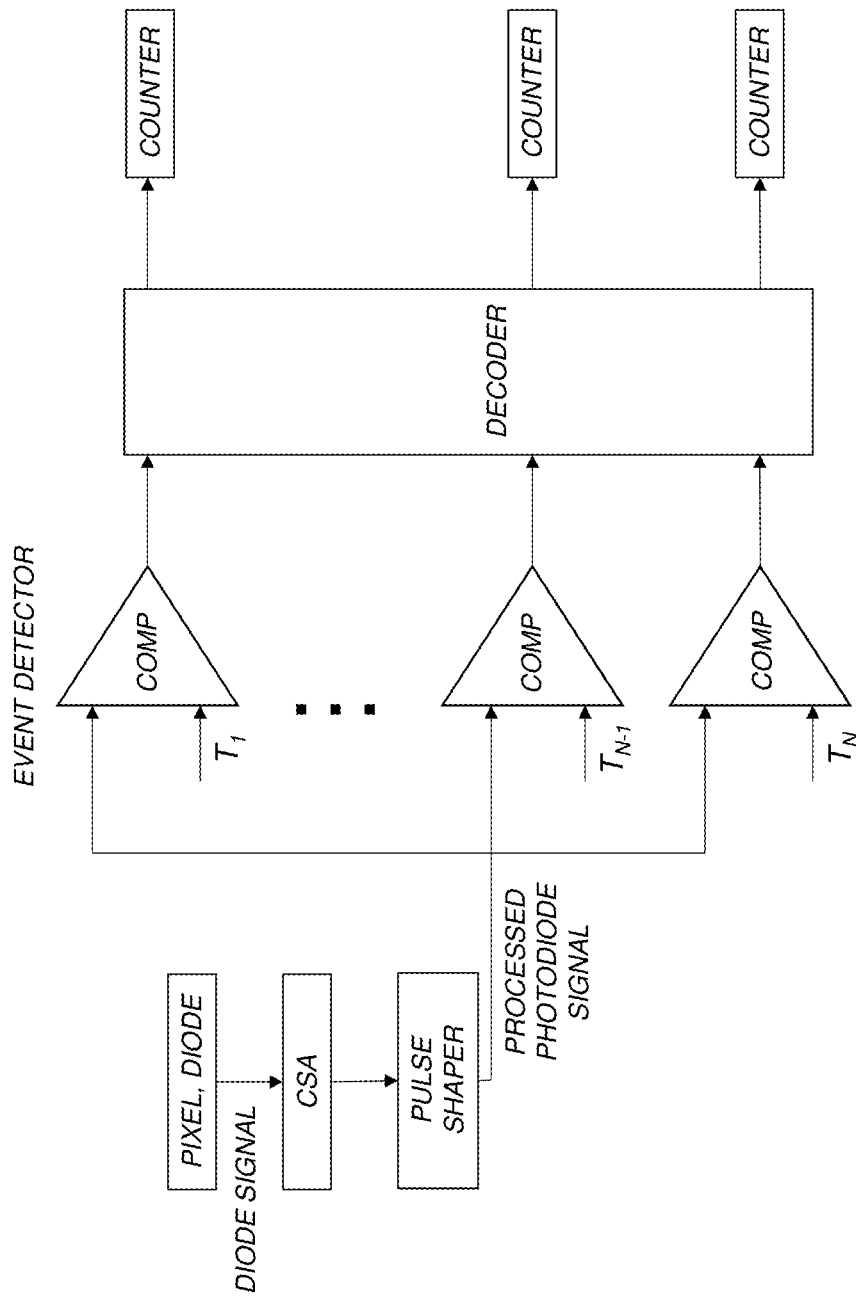 EVENT DETECTOR
PIXEL, DIODE
DIODE SIGNAL
CSA
PULSE
SHAPER
PROCESSED
PHOTODIODE
SIGNAL
COMP
T1
COMP
TN-1
COMP
TN
DECODER
COUNTER
COUNTER
COUNTER